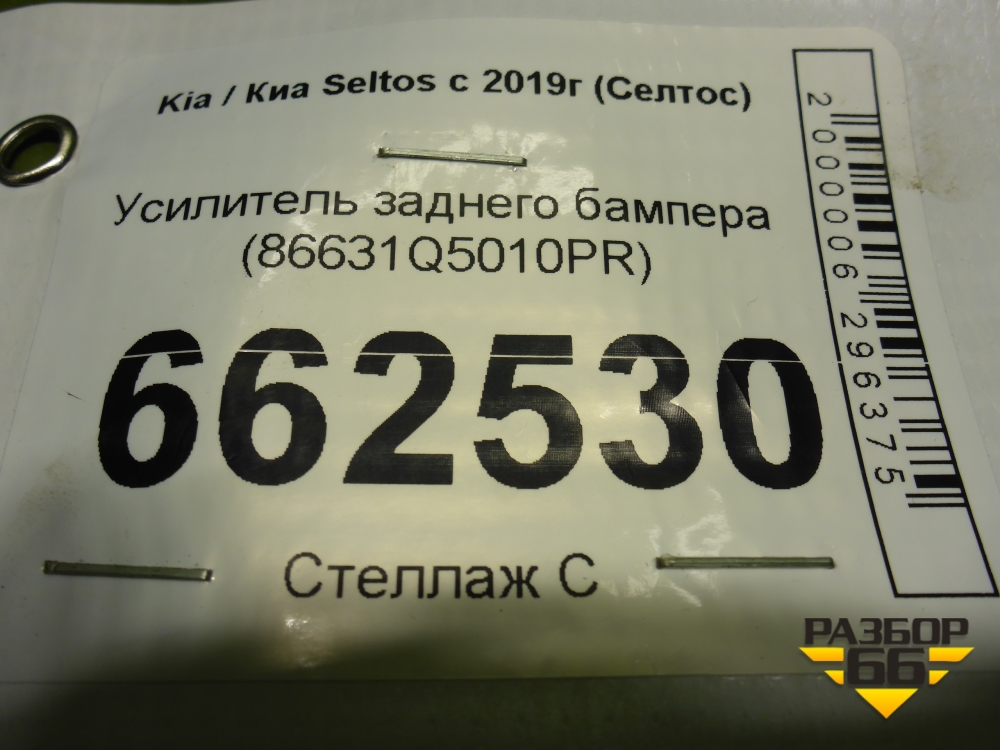 Kia / Киа Seltos с 2019г (Селтос)
Усилитель заднего бампера
(86631Q5010PR)
662530
Стеллаж С
2000006296375
РАЗБОР
66